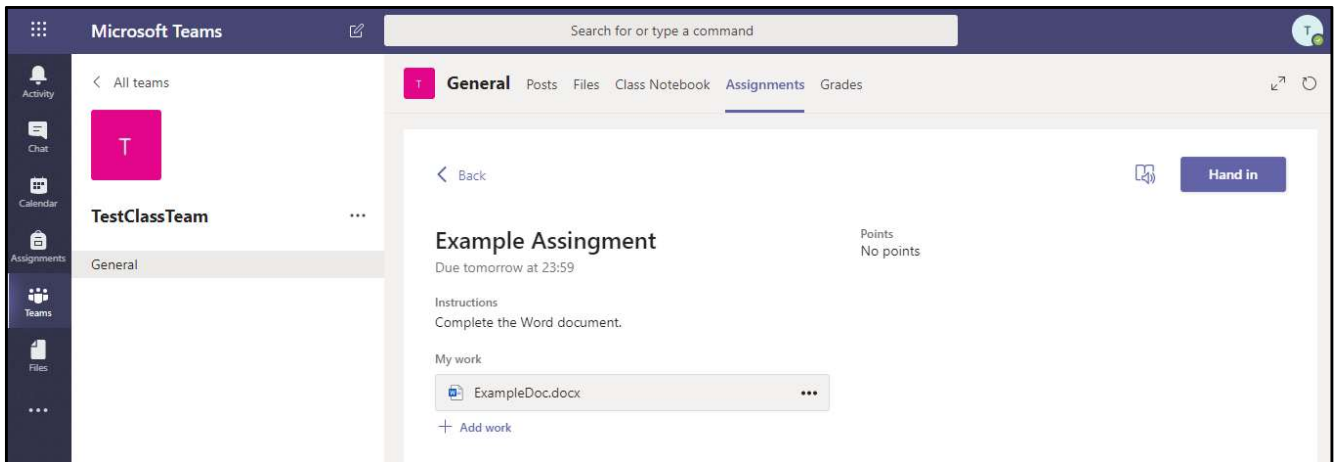 Microsoft Teams
Search for or type a command
T
Activity
Chat
Calendar
Assignments
Teams
Files
All teams
T
TestClassTeam
General
T
General Posts Files Class Notebook Assignments Grades
Back
Hand in
Example Assingment
Due tomorrow at 23:59
Points
No points
Instructions
Complete the Word document.
My work
ExampleDoc.docx
+ Add work